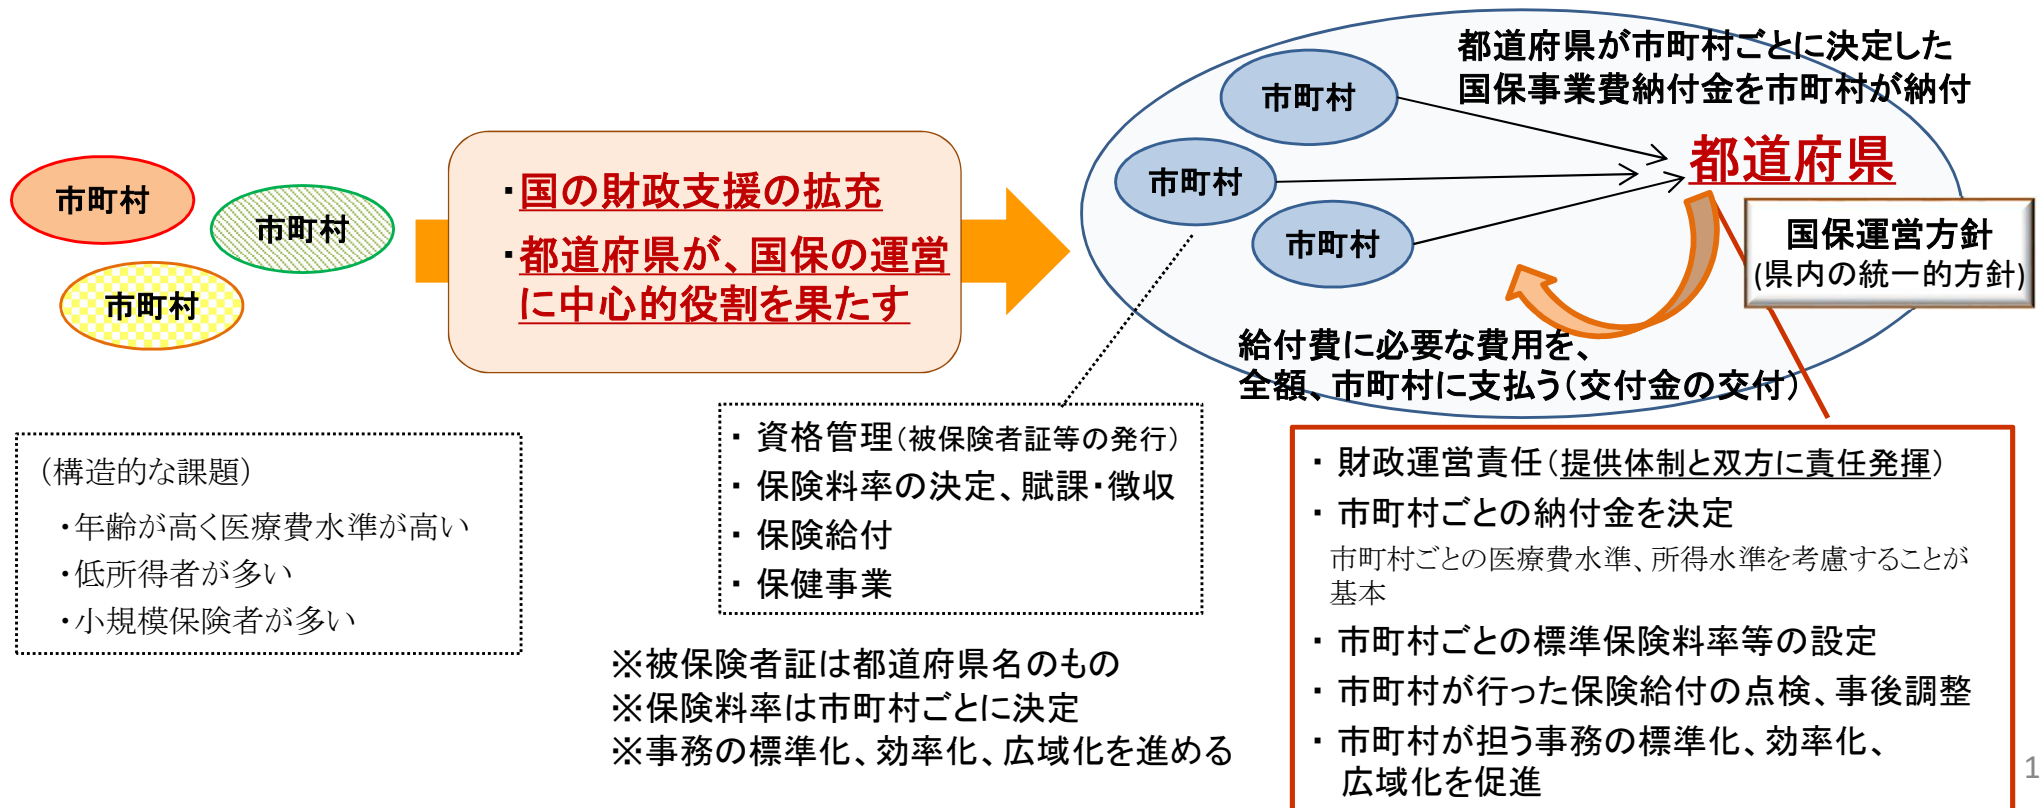 市町村
市町村
市町村
・国の財政支援の拡充
・都道府県が、国保の運営
に中心的役割を果たす
都道府県が市町村ごとに決定した
国保事業費納付金を市町村が納付
市町村
市町村
市町村
都道府県
国保運営方針
(県内の統一的方針)
給付費に必要な費用を、
全額、市町村に支払う(交付金の交付)
(構造的な課題)
・年齢が高く医療費水準が高い
・低所得者が多い
・小規模保険者が多い
・ 資格管理(被保険者証等の発行)
・ 保険料率の決定、賦課・徴収
・ 保険給付
・ 保健事業
※被保険者証は都道府県名のもの
※保険料率は市町村ごとに決定
※事務の標準化、効率化、広域化を進める
・ 財政運営責任(提供体制と双方に責任発揮)
・ 市町村ごとの納付金を決定
市町村ごとの医療費水準、所得水準を考慮することが
基本
・ 市町村ごとの標準保険料率等の設定
・ 市町村が行った保険給付の点検、事後調整
・ 市町村が担う事務の標準化、効率化、
広域化を促進
1